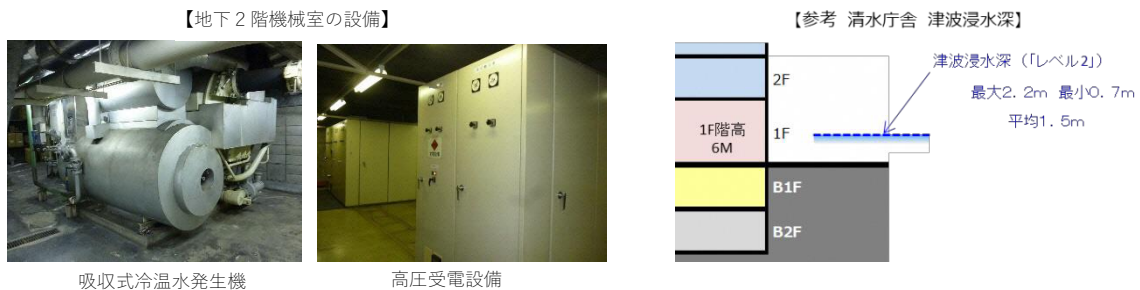 【地下２階機械室の設備】
吸収式冷温水発生機
高圧受電設備
【参考 清水庁舎 津波浸水深】
津波浸水深（「レベル2」）
最大2．2m 最小0．7m
平均1．5m
2F
1F階高
6M
1F
B1F
B2F